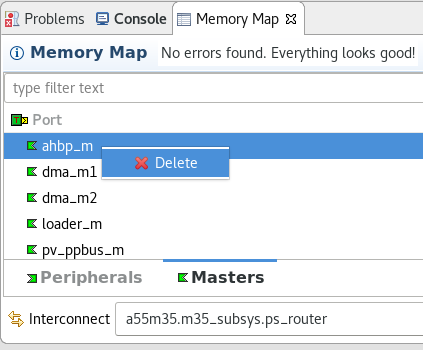 Problems Console Memory Map
Memory Map No errors found. Everything looks good!
type filter text
Port
ahbp_m
Delete
dma_m1
dma_m2
loader_m
pv_ppbus_m
Peripherals Masters
Interconnect a55m35.m35_subsys.ps_router